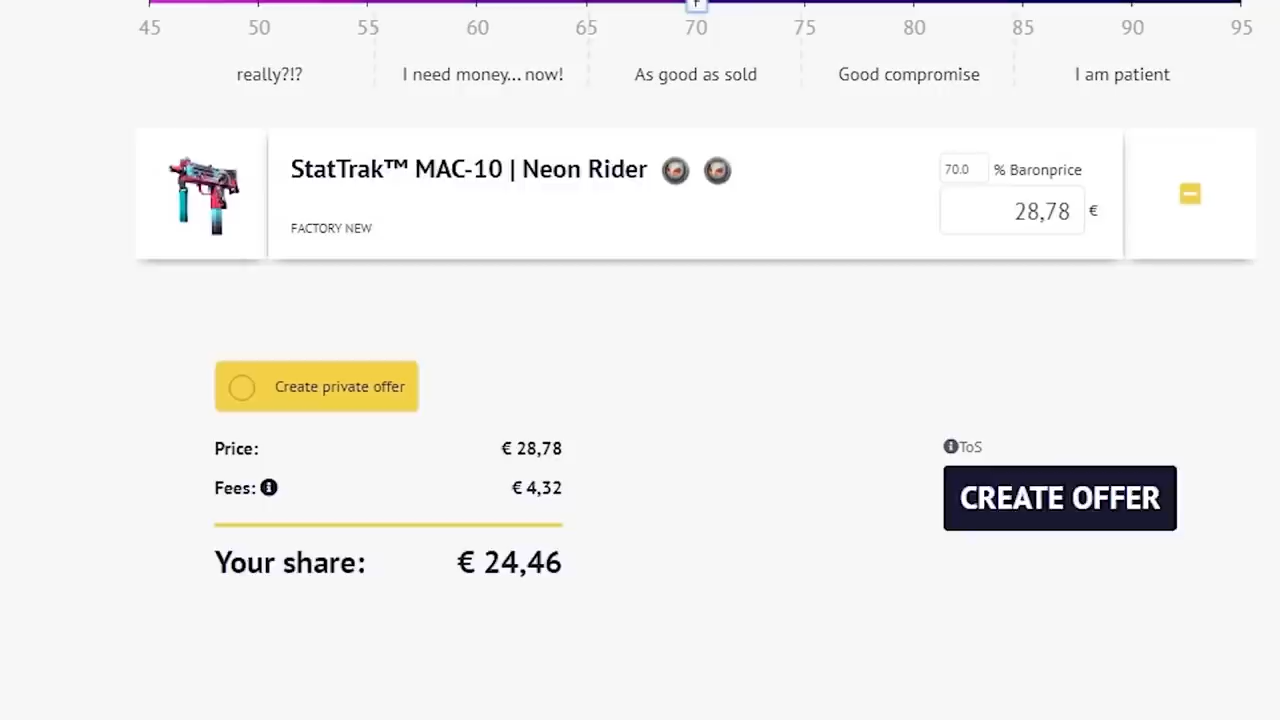 45 50 55 60 65 70 75 80 85 90 95
really?!? I need money... now! As good as sold Good compromise I am patient
StatTrak™ MAC-10 | Neon Rider
70.0 % Baronprice
28,78 €
FACTORY NEW
Create private offer
Price: € 28,78
Fees: € 4,32
Your share: € 24,46
ToS
CREATE OFFER